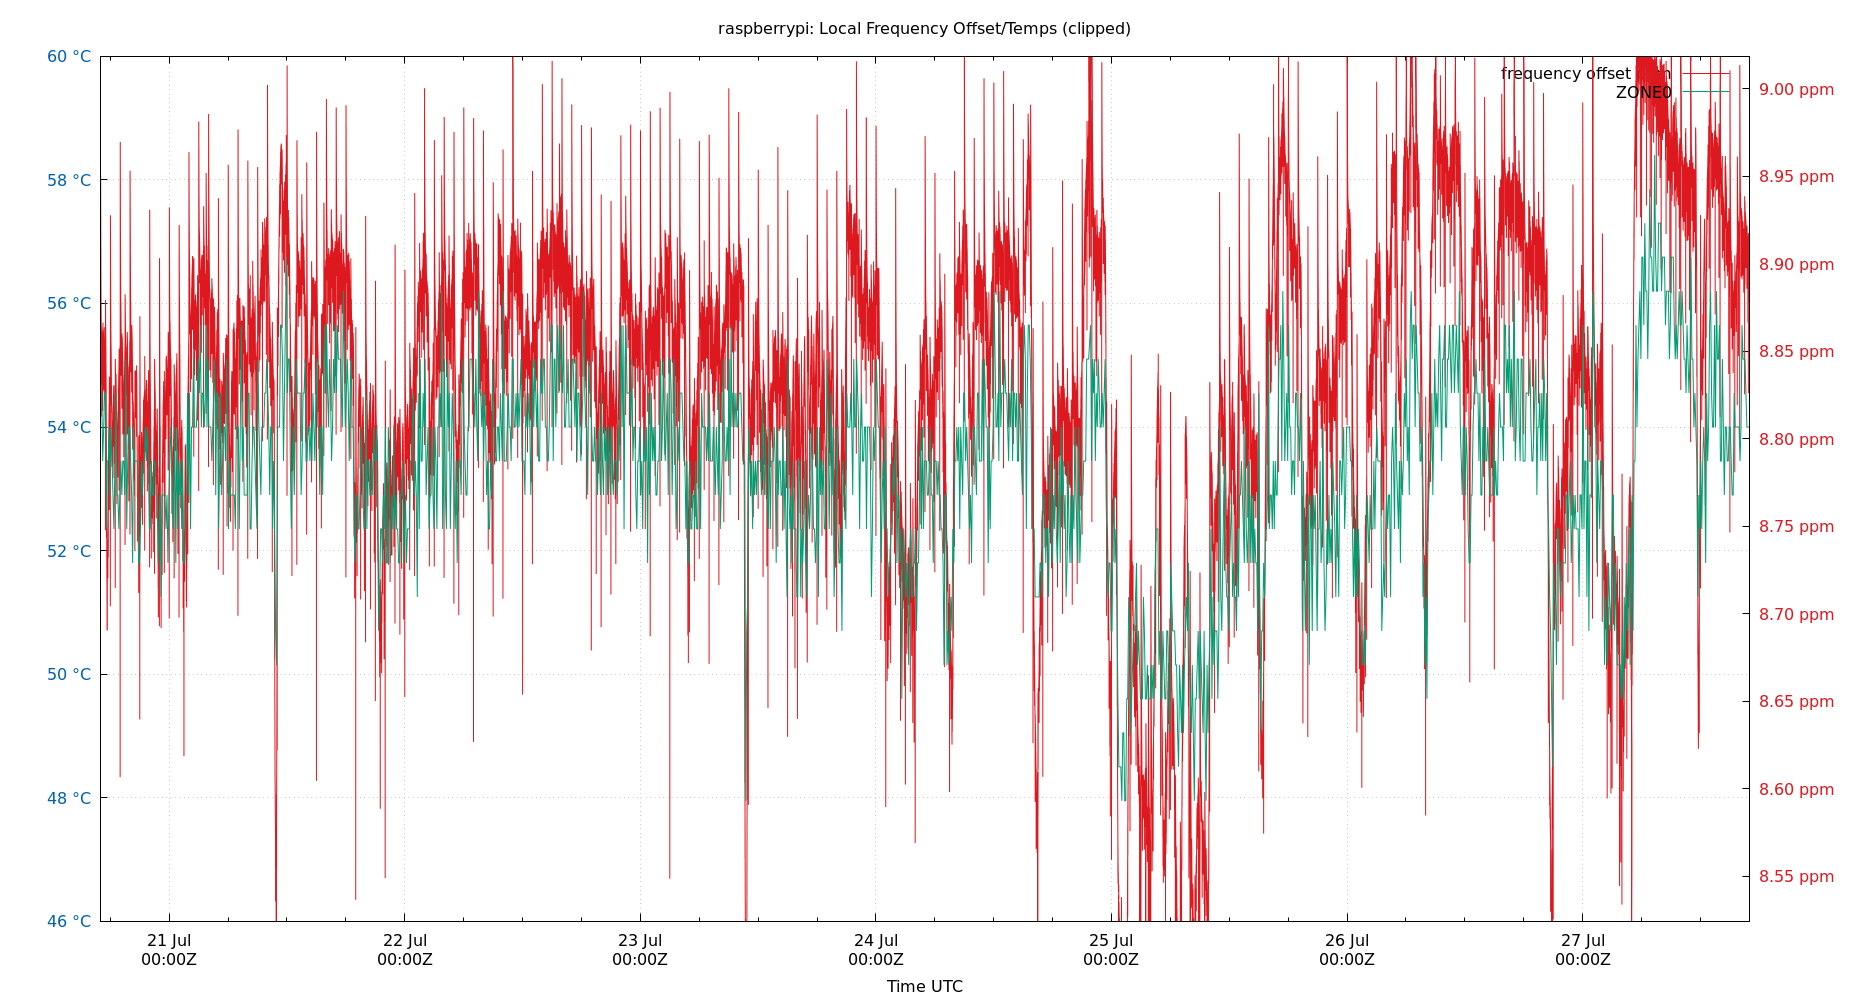 raspberrypi: Local Frequency Offset/Temps (clipped)
60 °C
58 °C
56 °C
54 °C
52 °C
50 °C
48 °C
46 °C
frequency offset
ZONE0
9.00 ppm
8.95 ppm
8.90 ppm
8.85 ppm
8.80 ppm
8.75 ppm
8.70 ppm
8.65 ppm
8.60 ppm
8.55 ppm
21 Jul 22 Jul 23 Jul 24 Jul 25 Jul 26 Jul 27 Jul
00:00Z 00:00Z 00:00Z 00:00Z 00:00Z 00:00Z 00:00Z
Time UTC